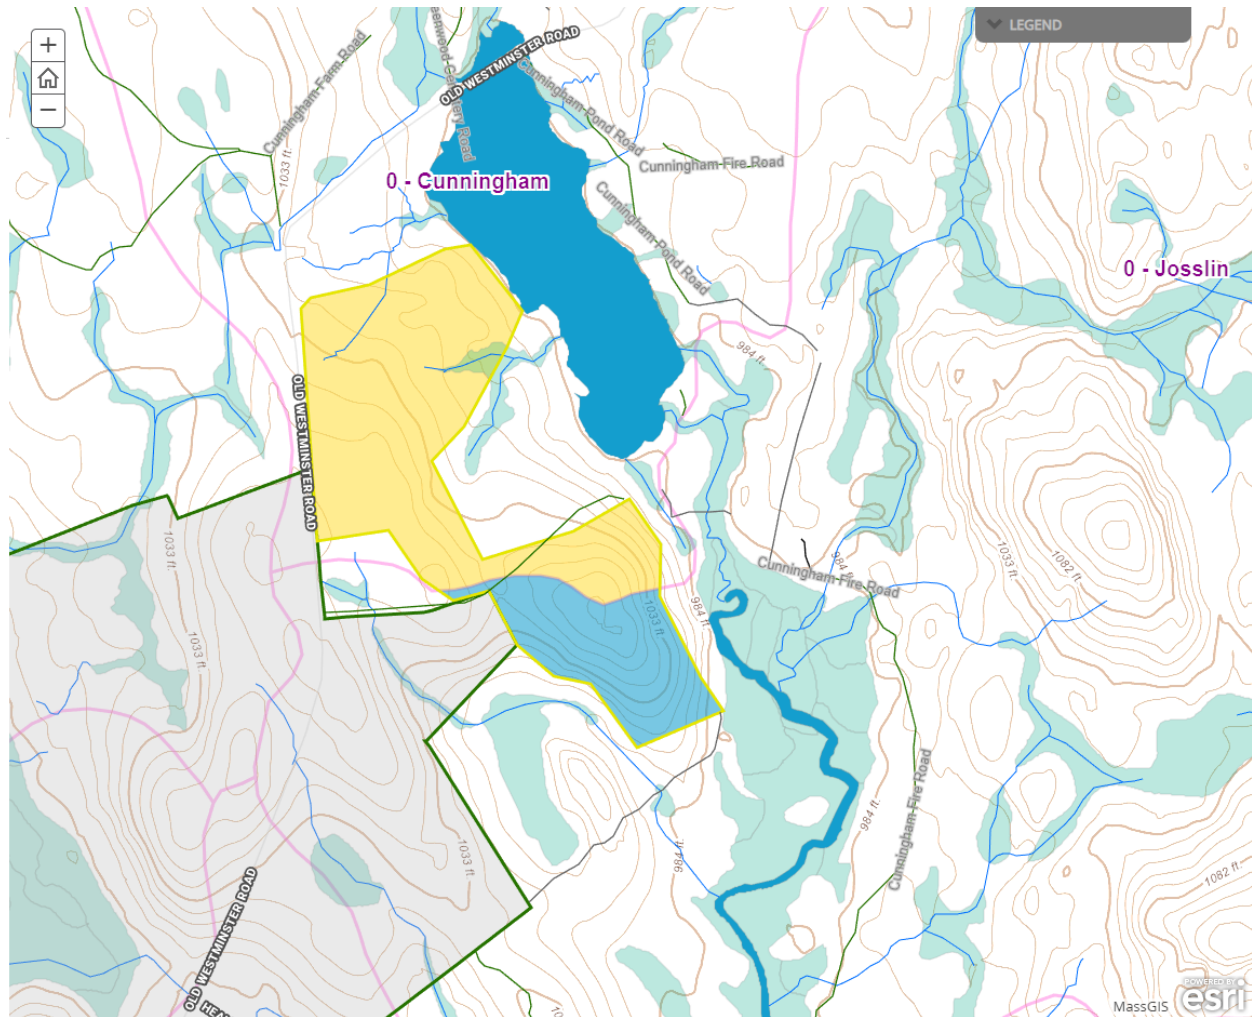 LEGEND
+
−
Cunningham Farm Road
1033 ft.
OLD WESTMINSTER ROAD
Cunningham Pond Road
Cunningham Fire Road
0 - Cunningham
Cunningham Pond Road
0 - Josslin
984 ft.
OLD WESTMINSTER ROAD
1033 ft.
1033 ft.
1082 ft.
984 ft.
Cunningham Fire Road
984 ft.
1033 ft.
1033 ft.
984 ft.
Cunningham Fire Road
1033 ft.
984 ft.
1082 ft.
OLD WESTMINSTER ROAD
MassGIS
POWERED BY
esri